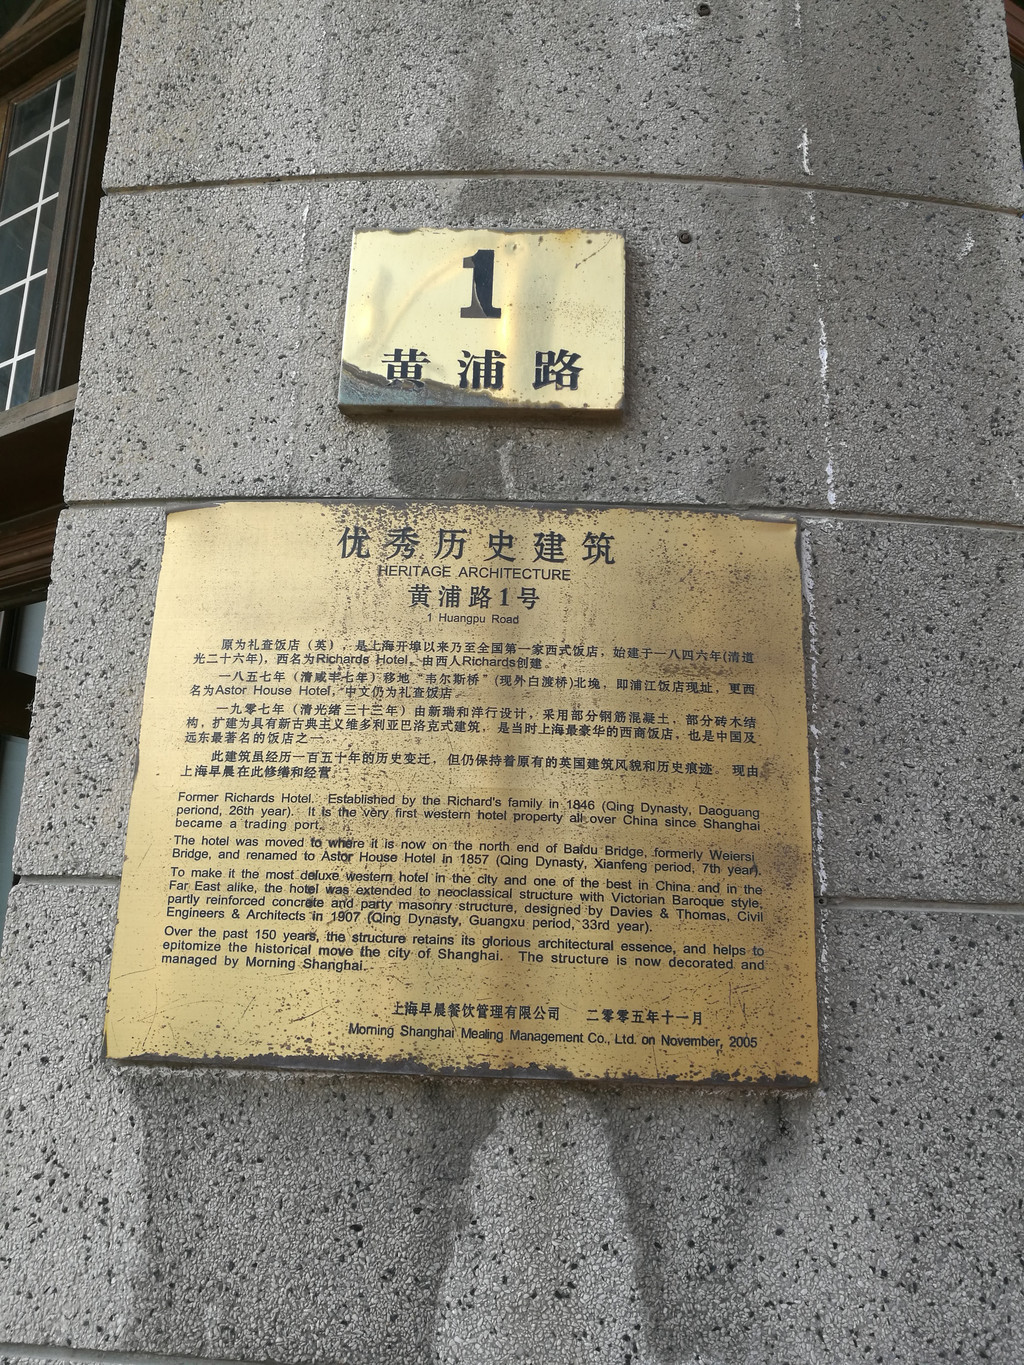 1
黄浦路
优秀历史建筑
HERITAGE ARCHITECTURE
黄浦路1号
1 Huangpu Road
原为礼查饭店（英），是上海开埠以来乃至全国第一家西式饭店，始建于一八四六年(清道
光二十六年)，西名为Richards Hotel，由西人Richards创建。
一八五七年（清咸丰七年）移地“韦尔斯桥”(现外白渡桥)北堍，即浦江饭店现址，更西
名为Astor House Hotel，中文仍为礼查饭店。
一九零七年（清光绪三十三年）由新瑞和洋行设计，采用部分钢筋混凝土，部分砖木结
构，扩建为具有新古典主义维多利亚巴洛克式建筑，是当时上海最豪华的西商饭店，也是中国及
远东最著名的饭店之一。
此建筑虽经历一百五十年的历史变迁，但仍保持着原有的英国建筑风貌和历史痕迹。现由
上海早晨在此修缮和经营。
Former Richards Hotel. Established by the Richard's family in 1846 (Qing Dynasty, Daoguang
periond, 26th year). It is the very first western hotel property all over China since Shanghai
became a trading port.
The hotel was moved to where it is now on the north end of Baidu Bridge, formerly Weiersi
Bridge, and renamed to Astor House Hotel in 1857 (Qing Dynasty, Xianfeng period, 7th year).
To make it the most deluxe western hotel in the city and one of the best in China and in the
Far East alike, the hotel was extended to neoclassical structure with Victorian Baroque style,
partly reinforced concrete and party masonry structure, designed by Davies & Thomas, Civil
Engineers & Architects in 1907 (Qing Dynasty, Guangxu period, 33rd year).
Over the past 150 years, the structure retains its glorious architectural essence, and helps to
epitomize the historical move the city of Shanghai. The structure is now decorated and
managed by Morning Shanghai.
上海早晨餐饮管理有限公司 二零零五年十一月
Morning Shanghai Mealing Management Co., Ltd. on November, 2005